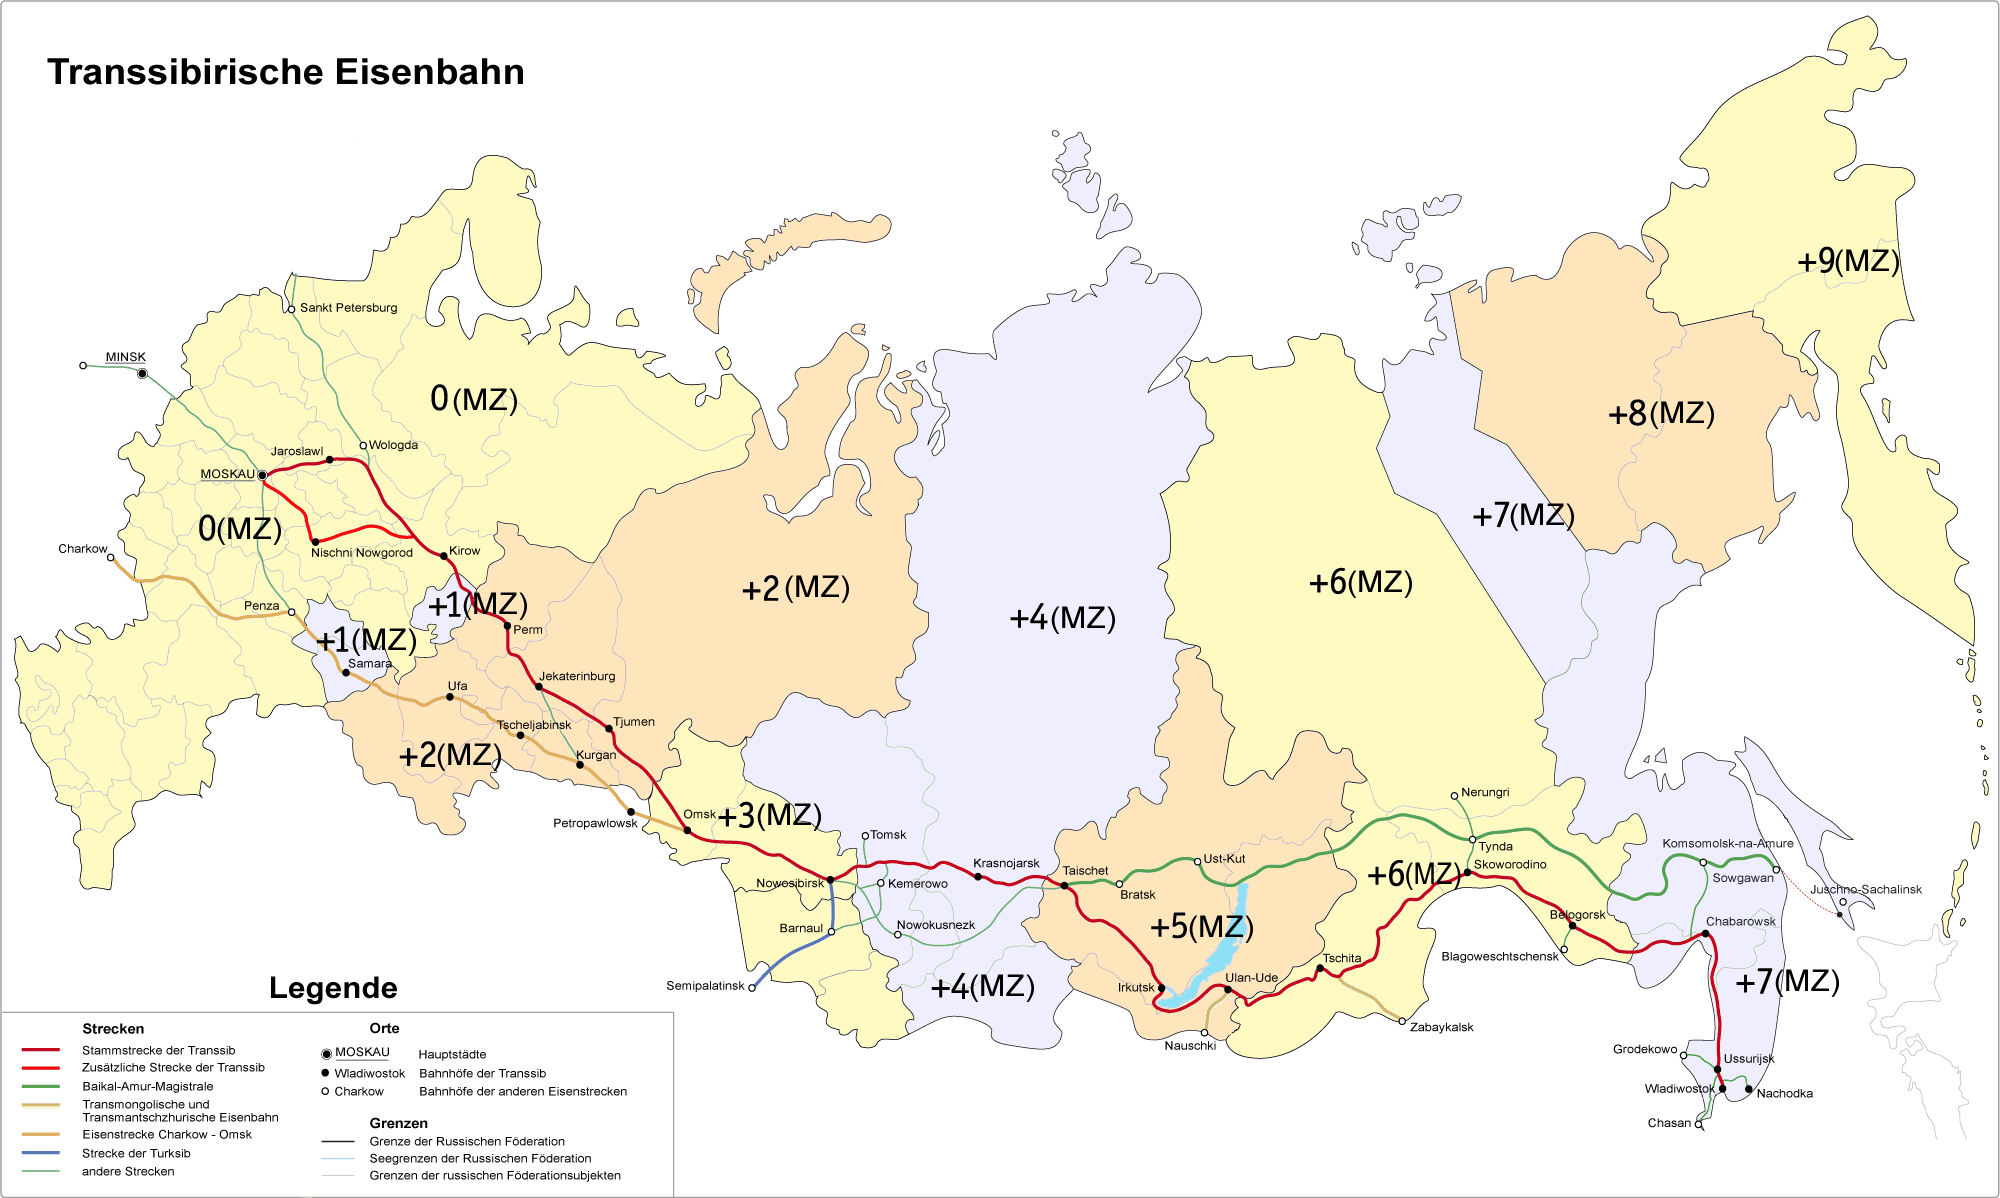 Transsibirische Eisenbahn
+9(MZ)
Sankt Petersburg
MINSK
0(MZ)
+8(MZ)
Wologda
Jaroslawl
MOSKAU
+7(MZ)
0(MZ)
Charkow
Nischni Nowgorod
Kirow
+6(MZ)
+2(MZ)
Penza
+1(MZ)
+4(MZ)
Perm
+1(MZ)
Samara
Jekaterinburg
Ufa
Tscheljabinsk
Tjumen
+2(MZ)
Kurgan
Nerungri
Petropawlowsk
Omsk
+3(MZ)
Tomsk
Komsomolsk-na-Amure
Tynda
Krasnojarsk
Taischet
Ust-Kut
Skoworodino
+6(MZ)
Sowgawan
Nowosibirsk
Kemerowo
Bratsk
Juschno-Sachalinsk
Barnaul
Nowokusnezk
+5(MZ)
Belogorsk
Chabarowsk
Blagoweschtschensk
Tschita
Semipalatinsk
+4(MZ)
Irkutsk
Ulan-Ude
+7(MZ)
Zabaykalsk
Nauschki
Grodekowo
Ussurijsk
Wladiwostok
Nachodka
Chasan
Legende
Strecken
Stammstrecke der Transsib
Zusätzliche Strecke der Transsib
Baikal-Amur-Magistrale
Transmongolische und
Transmantschzhurische Eisenbahn
Eisenstrecke Charkow - Omsk
Strecke der Turksib
andere Strecken
Orte
MOSKAU Hauptstädte
Wladiwostok Bahnhöfe der Transsib
Charkow Bahnhöfe der anderen Eisenstrecken
Grenzen
Grenze der Russischen Föderation
Seegrenzen der Russischen Föderation
Grenzen der russischen Föderationsubjekten